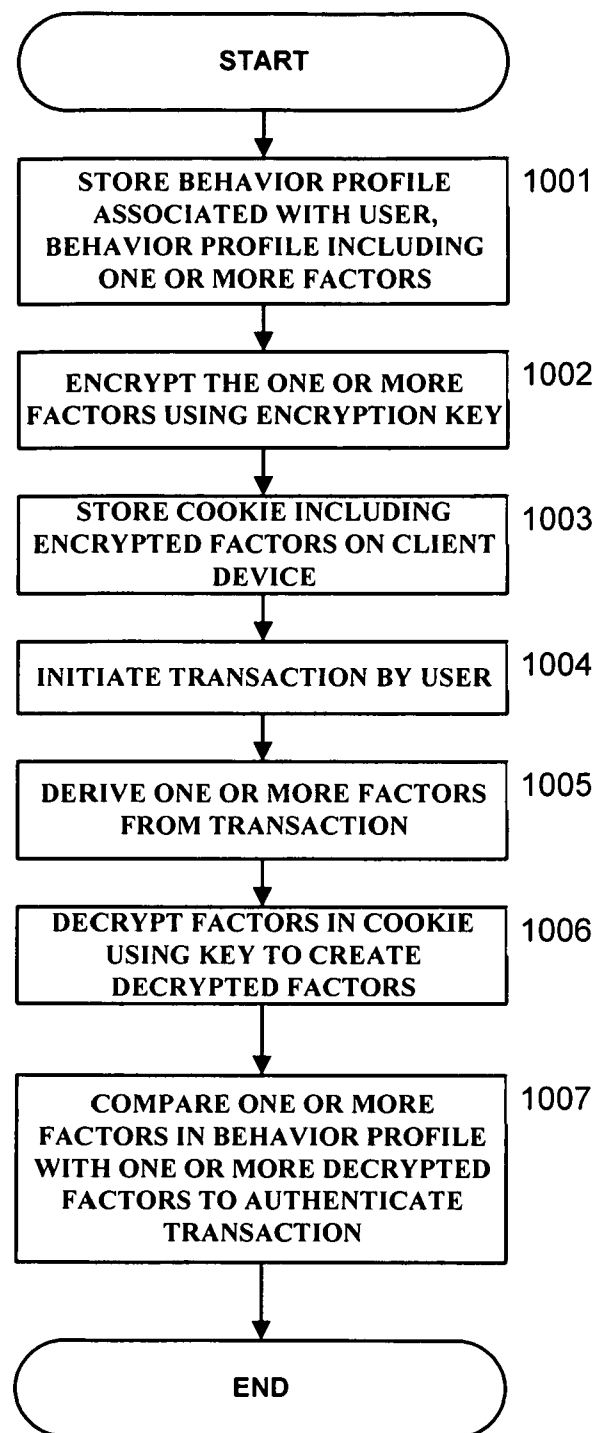 START
STORE BEHAVIOR PROFILE
ASSOCIATED WITH USER,
BEHAVIOR PROFILE INCLUDING
ONE OR MORE FACTORS
1001
ENCRYPT THE ONE OR MORE
FACTORS USING ENCRYPTION KEY
1002
STORE COOKIE INCLUDING
ENCRYPTED FACTORS ON CLIENT
DEVICE
1003
INITIATE TRANSACTION BY USER
1004
DERIVE ONE OR MORE FACTORS
FROM TRANSACTION
1005
DECRYPT FACTORS IN COOKIE
USING KEY TO CREATE
DECRYPTED FACTORS
1006
COMPARE ONE OR MORE
FACTORS IN BEHAVIOR PROFILE
WITH ONE OR MORE DECRYPTED
FACTORS TO AUTHENTICATE
TRANSACTION
1007
END